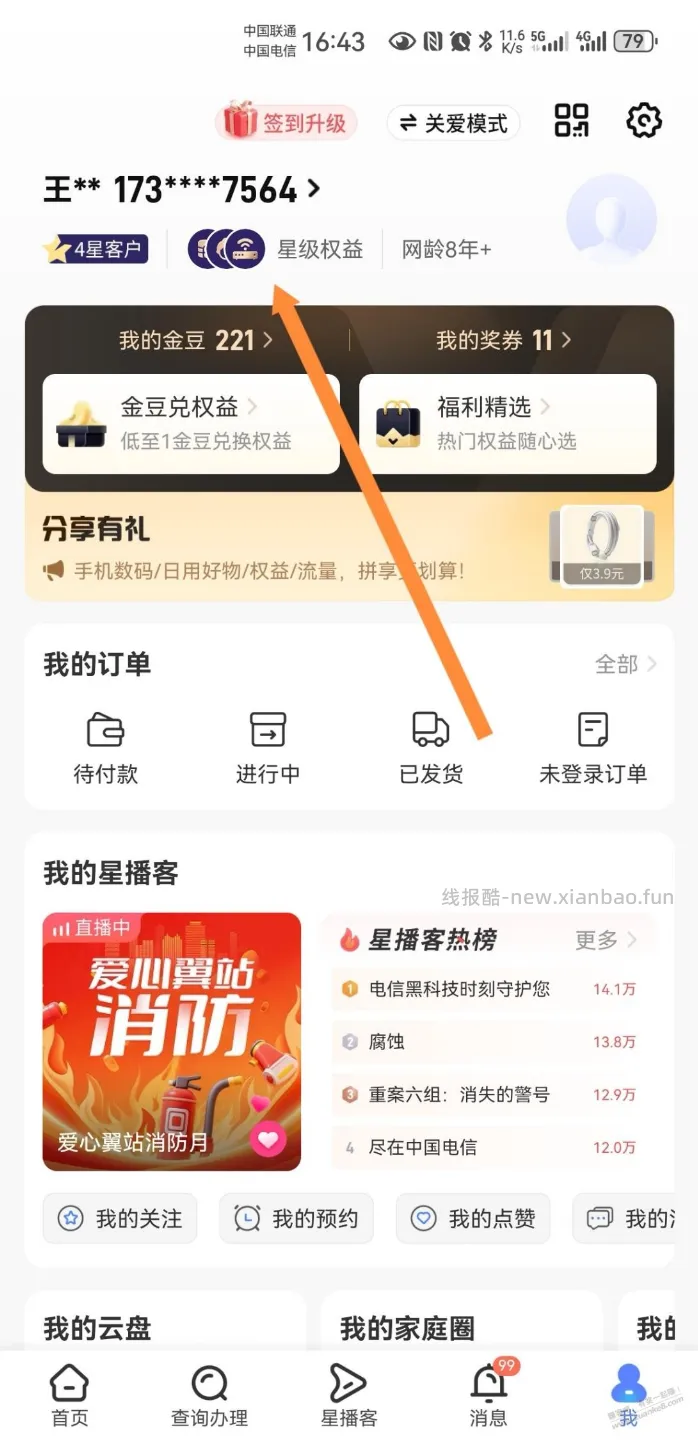 中国联通
中国电信
16:43
11.6 K/s
5G
4G
79
签到升级
关爱模式
王** 173****7564
4星客户
星级权益
网龄8年+
我的金豆 221
我的奖券 11
金豆兑权益
低至1金豆兑换权益
福利精选
热门权益随心选
分享有礼
手机数码/日用好物/权益/流量，拼享更划算！
仅3.9元
我的订单
全部
待付款
进行中
已发货
未登录订单
我的星播客
线报酷-new.xianbao.fun
直播中
爱心翼站
消防
爱心翼站消防月
星播客热榜
更多
1 电信黑科技时刻守护您 14.1万
2 腐蚀 13.8万
3 重案六组：消失的警号 12.9万
4 尽在中国电信 12.0万
我的关注
我的预约
我的点赞
我的
我的云盘
我的家庭圈
我的
99
首页
查询办理
星播客
消息
我